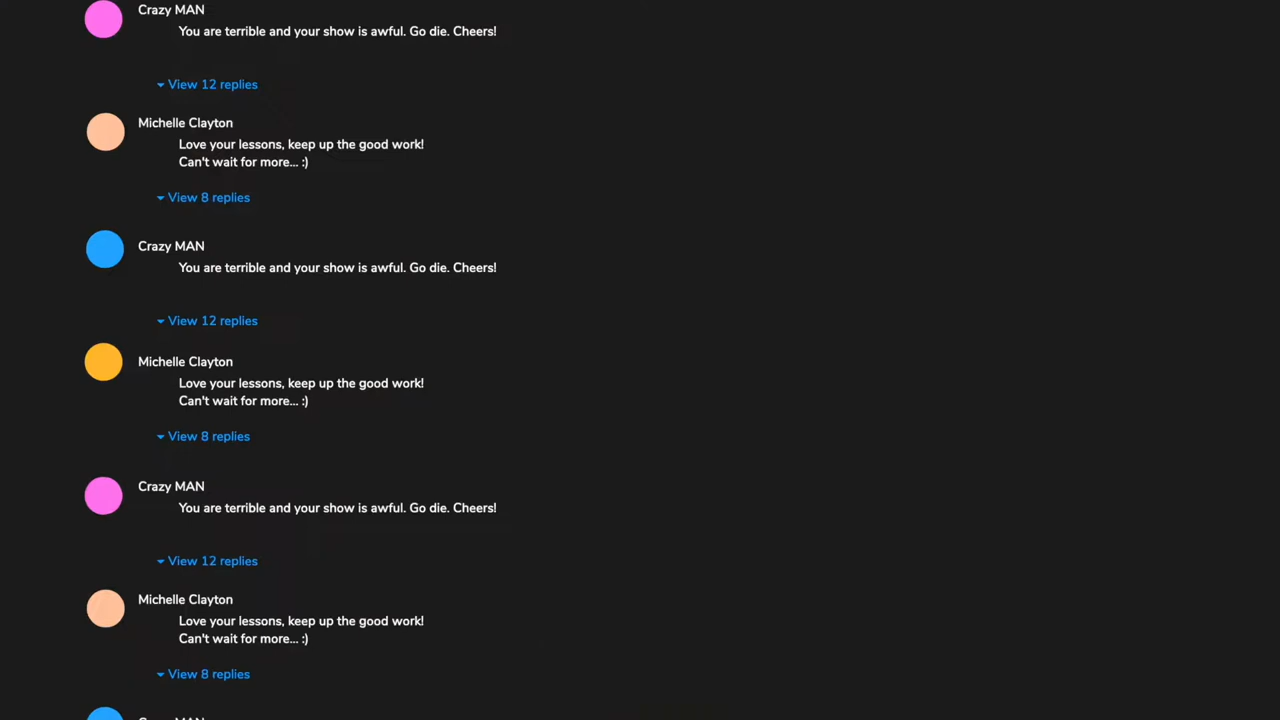 Crazy MAN
You are terrible and your show is awful. Go die. Cheers!
View 12 replies
Michelle Clayton
Love your lessons, keep up the good work!
Can't wait for more... :)
View 8 replies
Crazy MAN
You are terrible and your show is awful. Go die. Cheers!
View 12 replies
Michelle Clayton
Love your lessons, keep up the good work!
Can't wait for more... :)
View 8 replies
Crazy MAN
You are terrible and your show is awful. Go die. Cheers!
View 12 replies
Michelle Clayton
Love your lessons, keep up the good work!
Can't wait for more... :)
View 8 replies
Crazy MAN